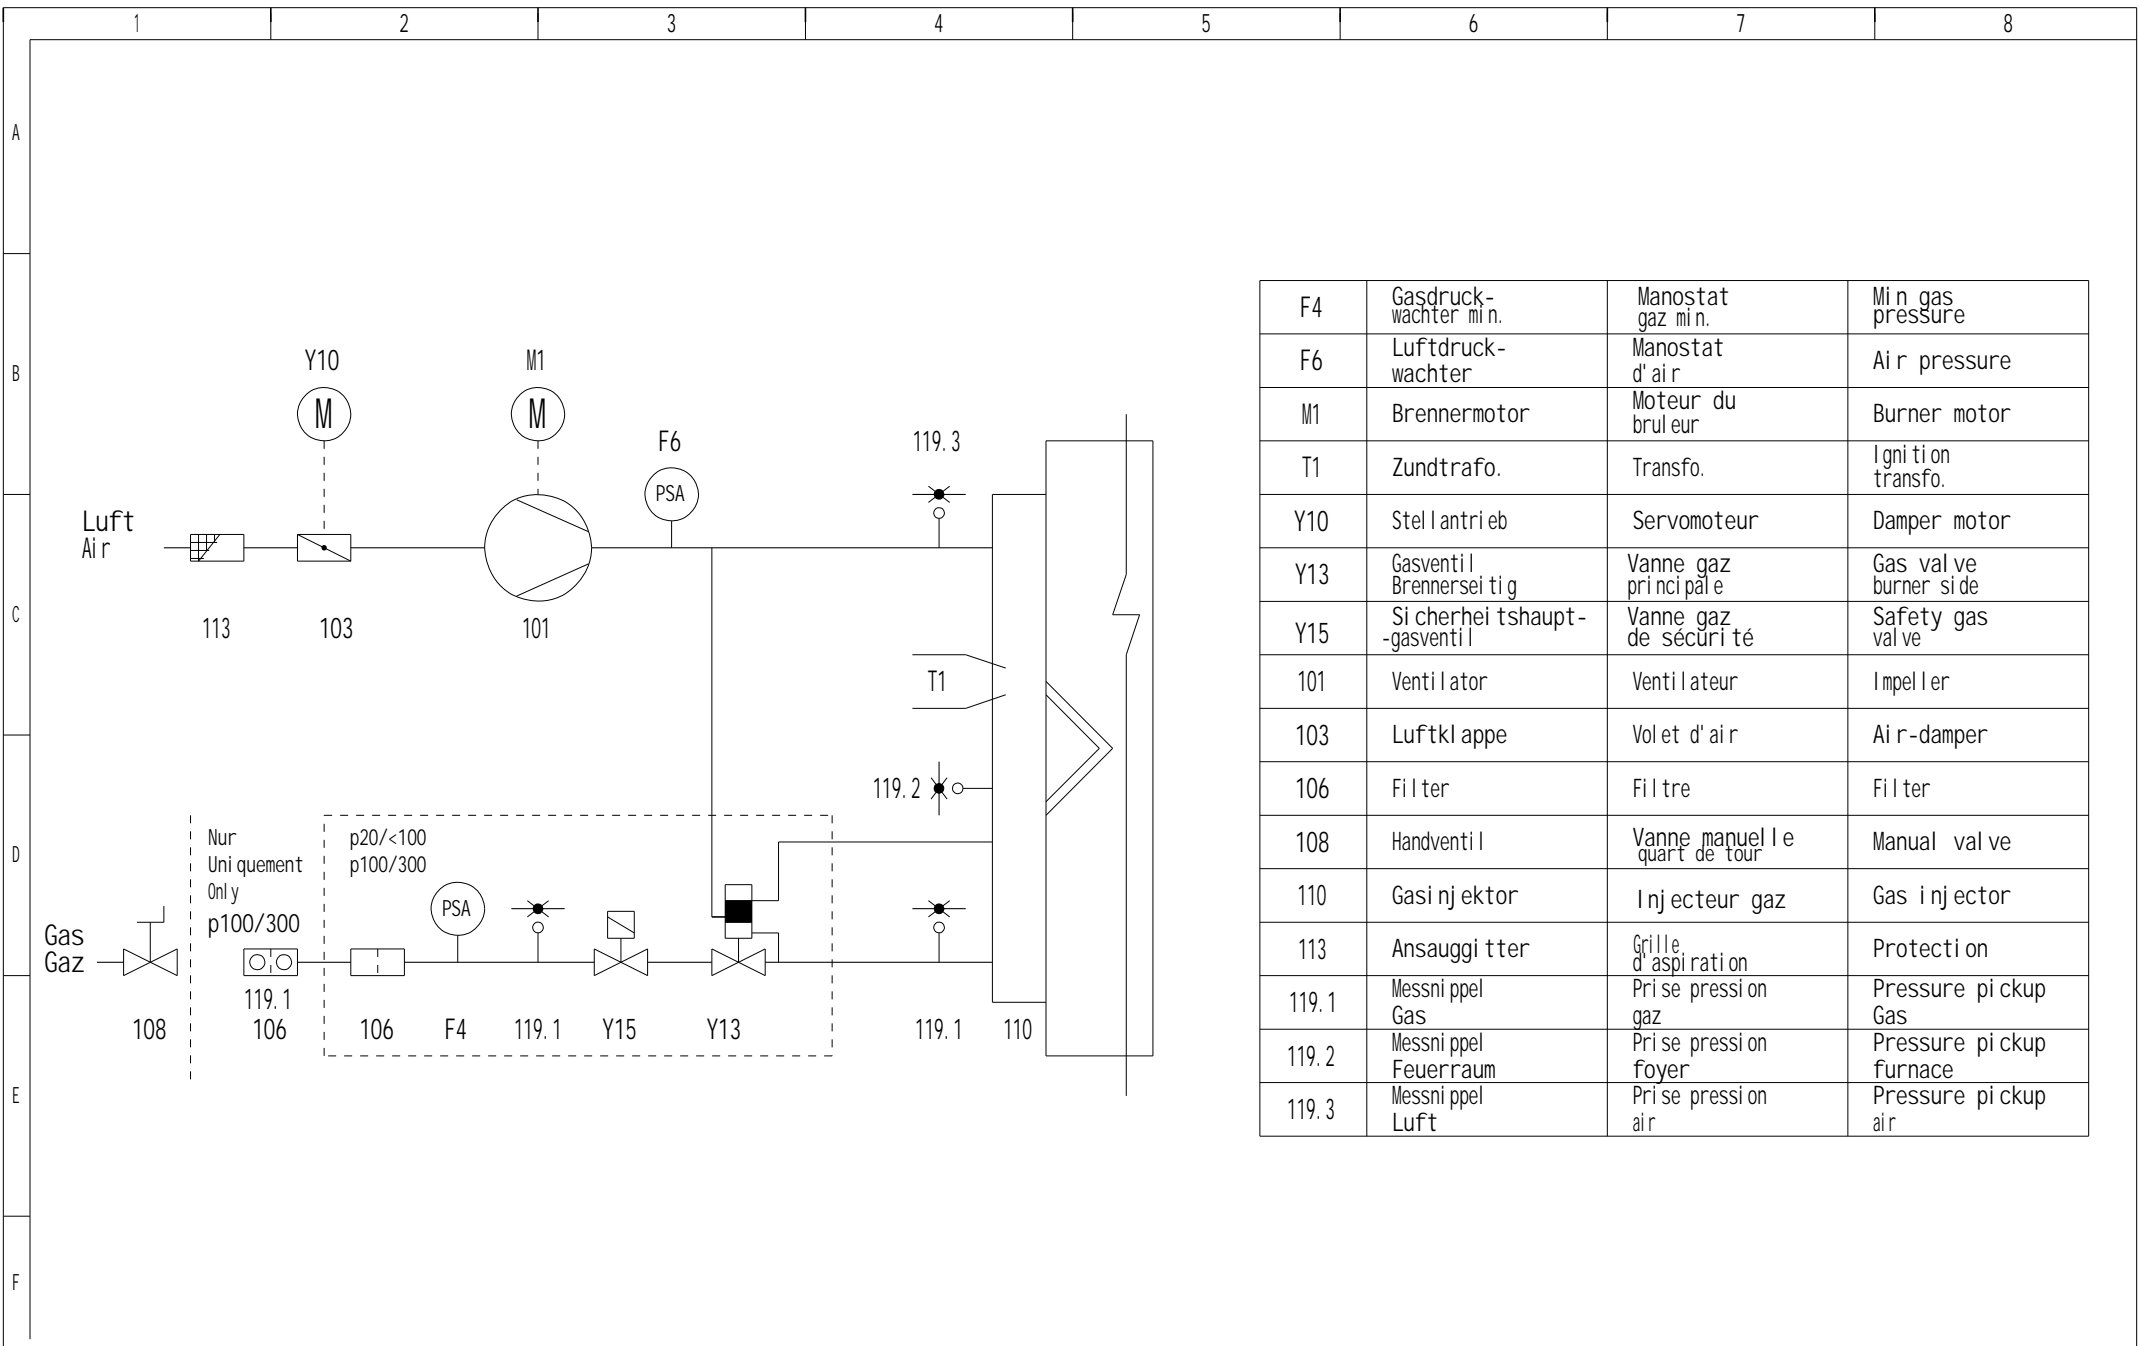 1 2 3 4 5 6 7 8
A
B
C
D
E
F
Y10
M1
M
M
F6
PSA
119.3
Luft
Air
113
103
101
T1
119.2
Nur
Uniquement
Only
p100/300
p20/<100
p100/300
PSA
Gas
Gaz
119.1
108
106
106
F4
119.1
Y15
Y13
119.1
110
F4 Gasdruck- Manostat Min gas
wachter min. gaz min. pressure
F6 Luftdruck- Manostat Air pressure
wachter d'air
M1 Brennermotor Moteur du Burner motor
bruleur
T1 Zundtrafo. Transfo. Ignition
transfo.
Y10 Stellantrieb Servomoteur Damper motor
Y13 Gasventil Vanne gaz Gas valve
Brennerseitig principale burner side
Y15 Sicherheitshaupt- Vanne gaz Safety gas
-gasventil de sécurité valve
101 Ventilator Ventilateur Impeller
103 Luftklappe Volet d'air Air-damper
106 Filter Filtre Filter
108 Handventil Vanne manuelle Manual valve
quart de tour
110 Gasinjektor Injecteur gaz Gas injector
113 Ansauggitter Grille Protection
d'aspiration
119.1 Messnippel Prise pression Pressure pickup
Gas gaz Gas
119.2 Messnippel Prise pression Pressure pickup
Feuerraum foyer furnace
119.3 Messnippel Prise pression Pressure pickup
Luft air air